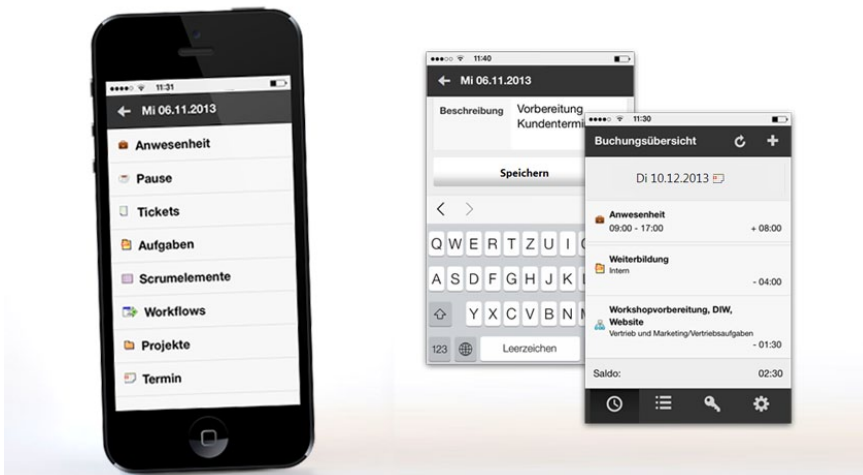 11:31
Mi 06.11.2013
Anwesenheit
Pause
Tickets
Aufgaben
Scrumelemente
Workflows
Projekte
Termin
11:40
Mi 06.11.2013
Beschreibung
Vorbereitung
Kundentermi
Speichern
Q W E R T Z U I
A S D F G H J K
Y X C V B N
123
Leerzeichen
11:30
Buchungsübersicht
Di 10.12.2013
Anwesenheit
09:00 - 17:00
+ 08:00
Weiterbildung
Intern
- 04:00
Workshopvorbereitung, DIW,
Website
Vertrieb und Marketing/Vertriebsaufgaben
- 01:30
Saldo:
02:30